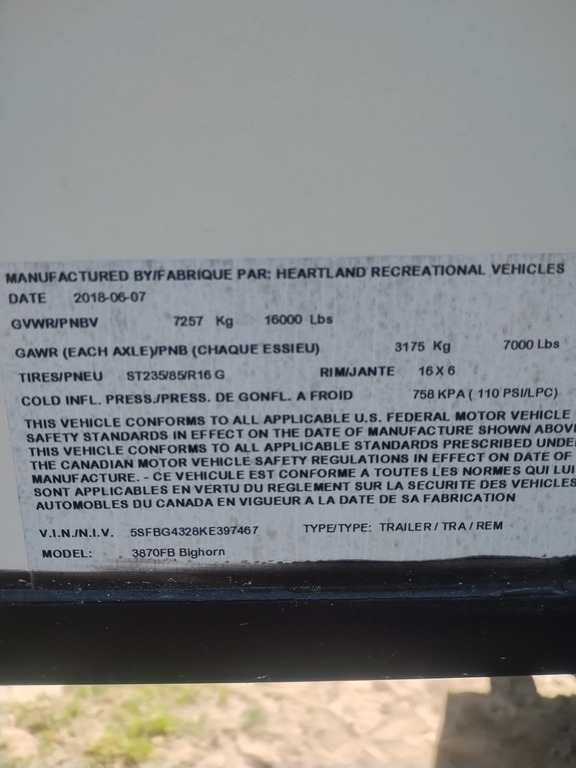 MANUFACTURED BY/FABRIQUE PAR: HEARTLAND RECREATIONAL VEHICLES
DATE 2018-06-07
GVWR/PNBV 7257 Kg 16000 Lbs
GAWR (EACH AXLE)/PNB (CHAQUE ESSIEU) 3175 Kg 7000 Lbs
TIRES/PNEU ST235/85/R16 G RIM/JANTE 16 X 6
COLD INFL. PRESS./PRESS. DE GONFL. A FROID 758 KPA ( 110 PSI/LPC)
THIS VEHICLE CONFORMS TO ALL APPLICABLE U.S. FEDERAL MOTOR VEHICLE
SAFETY STANDARDS IN EFFECT ON THE DATE OF MANUFACTURE SHOWN ABOV
THIS VEHICLE CONFORMS TO ALL APPLICABLE STANDARDS PRESCRIBED UNDE
THE CANADIAN MOTOR VEHICLE SAFETY REGULATIONS IN EFFECT ON DATE OF
MANUFACTURE. - CE VEHICULE EST CONFORME A TOUTES LES NORMES QUI LUI
SONT APPLICABLES EN VERTU DU REGLEMENT SUR LA SECURITE DES VEHICLES
AUTOMOBILES DU CANADA EN VIGUEUR A LA DATE DE SA FABRICATION
V.I.N./N.I.V. 5SFBG4328KE397467 TYPE/TYPE: TRAILER / TRA / REM
MODEL: 3870FB Bighorn